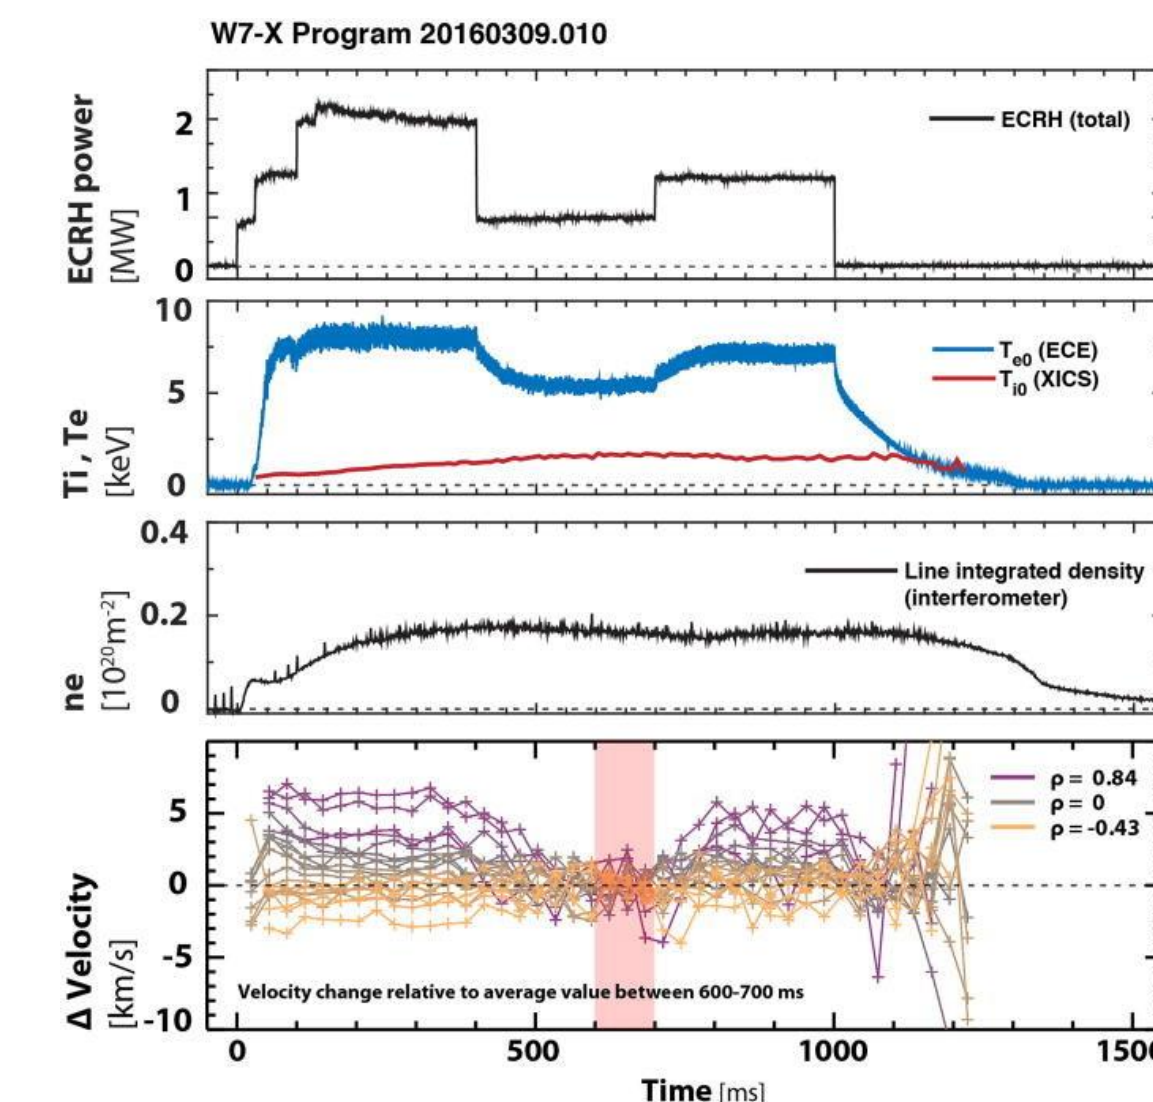 W7-X Program 20160309.010
ECRH power
[MW]
2
1
0
ECRH (total)
Ti , Te
[keV]
10
5
0
Te0 (ECE)
Ti0 (XICS)
ne
[10²⁰m⁻²]
0.4
0.2
0
Line integrated density
(interferometer)
Δ Velocity
[km/s]
5
0
-5
-10
ρ = 0.84
ρ = 0
ρ = -0.43
Velocity change relative to average value between 600-700 ms
0 500 1000 150
Time [ms]